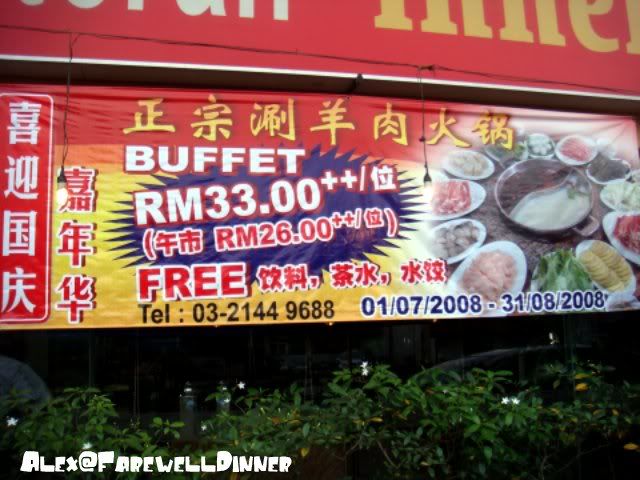 Inne
正宗涮羊肉火锅
喜迎国庆
嘉年华
BUFFET
RM33.00++/位
(午市 RM26.00++/位)
FREE 饮料，茶水，水饺
Tel : 03-2144 9688
01/07/2008 - 31/08/2008
Alex@FarewellDinner